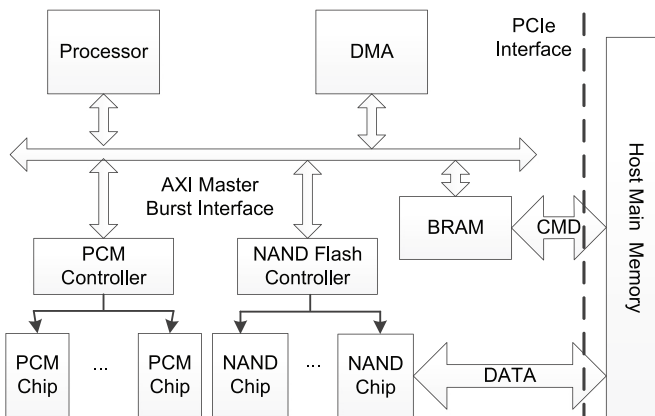 Processor
DMA
PCIe
Interface
AXI Master
Burst Interface
BRAM
CMD
Host Main Memory
PCM
Controller
NAND Flash
Controller
PCM
Chip
...
PCM
Chip
NAND
Chip
...
NAND
Chip
DATA